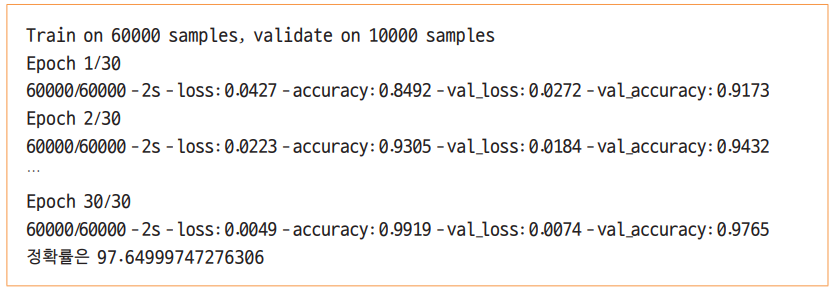 Train on 60000 samples, validate on 10000 samples
Epoch 1/30
60000/60000 - 2s - loss: 0.0427 - accuracy: 0.8492 - val_loss: 0.0272 - val_accuracy: 0.9173
Epoch 2/30
60000/60000 - 2s - loss: 0.0223 - accuracy: 0.9305 - val_loss: 0.0184 - val_accuracy: 0.9432
…
Epoch 30/30
60000/60000 - 2s - loss: 0.0049 - accuracy: 0.9919 - val_loss: 0.0074 - val_accuracy: 0.9765
정확률은 97.64999747276306